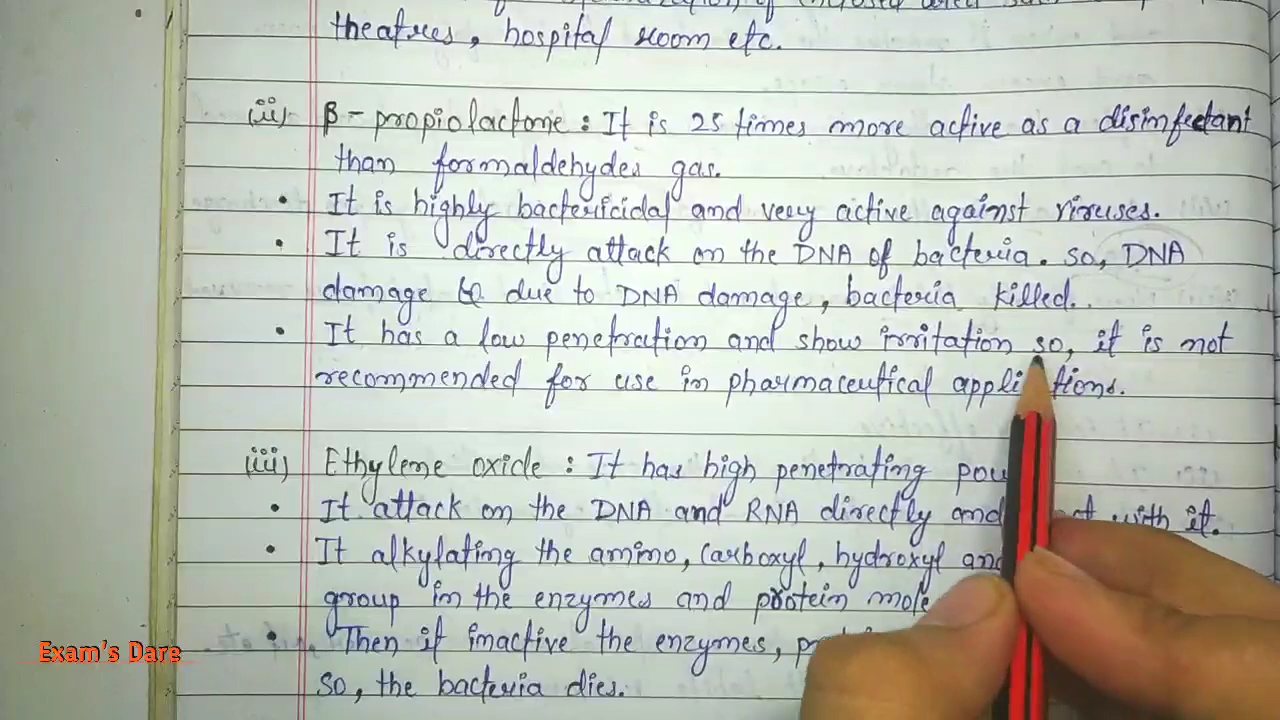 theatres, hospital room etc.
(ii) β-propiolactone: It is 25 times more active as a disinfectant
than formaldehydes gas.
• It is highly bactericidal and very active against viruses.
• It is directly attack on the DNA of bacteria. so, DNA
damage due to DNA damage, bacteria killed.
• It has a low penetration and show irritation so, it is not
recommended for use in pharmaceutical applications.
(iii) Ethylene oxide: It has high penetrating
• It attack on the DNA and RNA directly and with it.
• It alkylating the amino, carboxyl, hydroxyl and
group in the enzymes and protein
• Then it inactive the enzymes,
so, the bacteria dies.
Exam's Dare